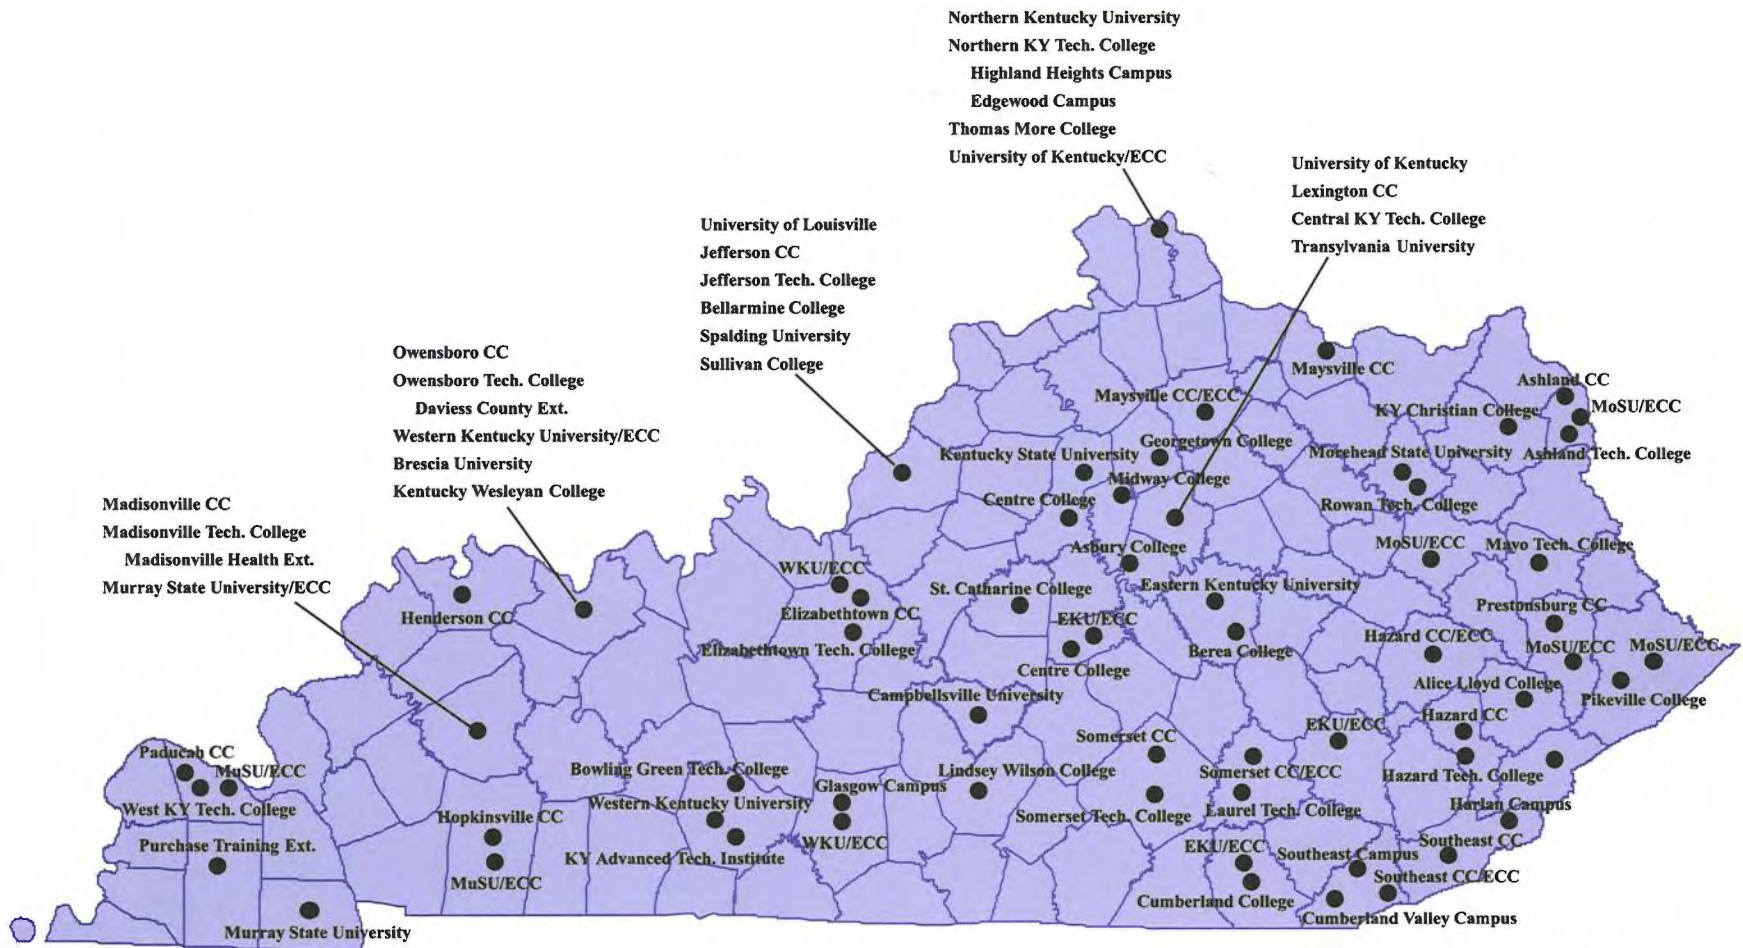 Northern Kentucky University
Northern KY Tech. College
Highland Heights Campus
Edgewood Campus
Thomas More College
University of Kentucky/ECC
University of Kentucky
Lexington CC
Central KY Tech. College
Transylvania University
University of Louisville
Jefferson CC
Jefferson Tech. College
Bellarmine College
Spalding University
Sullivan College
Owensboro CC
Owensboro Tech. College
Daviess County Ext.
Western Kentucky University/ECC
Brescia University
Kentucky Wesleyan College
Madisonville CC
Madisonville Tech. College
Madisonville Health Ext.
Murray State University/ECC
Maysville CC
Ashland CC
Maysville CC/ECC
KY Christian College
MoSU/ECC
Georgetown College
Kentucky State University
Morehead State University
Ashland Tech. College
Midway College
Centre College
Rowan Tech. College
Asbury College
MoSU/ECC
Mayo Tech. College
WKU/ECC
St. Catharine College
Eastern Kentucky University
Henderson CC
Elizabethtown CC
EKU/ECC
Prestonsburg CC
Hazard CC/ECC
Elizabethtown Tech. College
Berea College
MoSU/ECC
MoSU/ECC
Centre College
Alice Lloyd College
Pikeville College
Campbellsville University
Hazard CC
EKU/ECC
Somerset CC
Paducah CC
MuSU/ECC
Bowling Green Tech. College
Lindsey Wilson College
Somerset CC/ECC
Hazard Tech. College
Glasgow Campus
West KY Tech. College
Western Kentucky University
Harlan Campus
Hopkinsville CC
Somerset Tech. College
Laurel Tech. College
Purchase Training Ext.
WKU/ECC
Southeast CC
KY Advanced Tech. Institute
EKU/ECC
Southeast Campus
MuSU/ECC
Southeast CC/ECC
Cumberland College
Cumberland Valley Campus
Murray State University